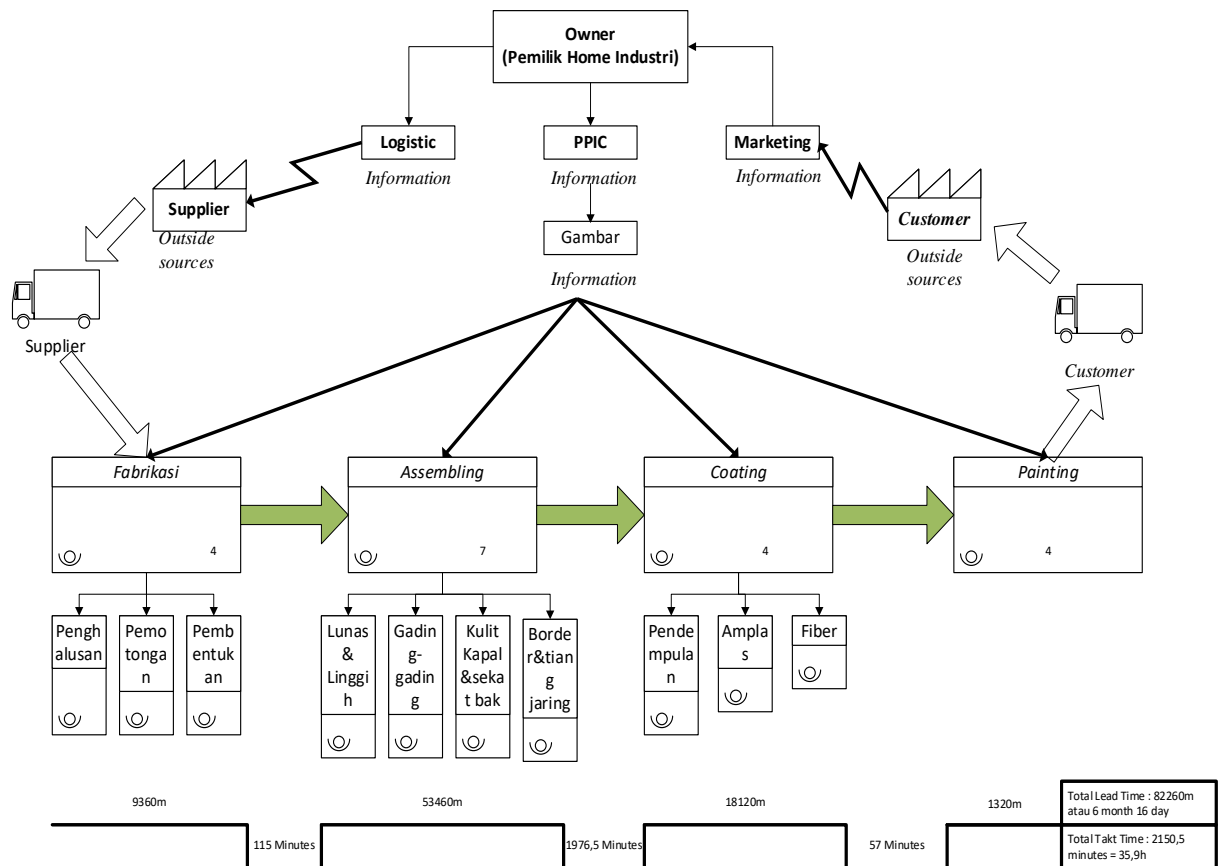 Owner
(Pemilik Home Industri)
Logistic
PPIC
Marketing
Information
Information
Information
Supplier
Outside
sources
Gambar
Customer
Outside
sources
Information
Supplier
Customer
Fabrikasi
Assembling
Coating
Painting
4
7
4
4
Pengh
alusan
Pemo
tonga
n
Pemb
entuk
an
Lunas
&
Linggi
h
Gadin
g-
gadin
g
Kulit
Kapal
&seka
t bak
Borde
r&tian
g
jaring
Pende
mpula
n
Ampla
s
Fiber
9360m
53460m
18120m
1320m
115 Minutes
1976,5 Minutes
57 Minutes
Total Lead Time : 82260m
atau 6 month 16 day
Total Takt Time : 2150,5
minutes = 35,9h